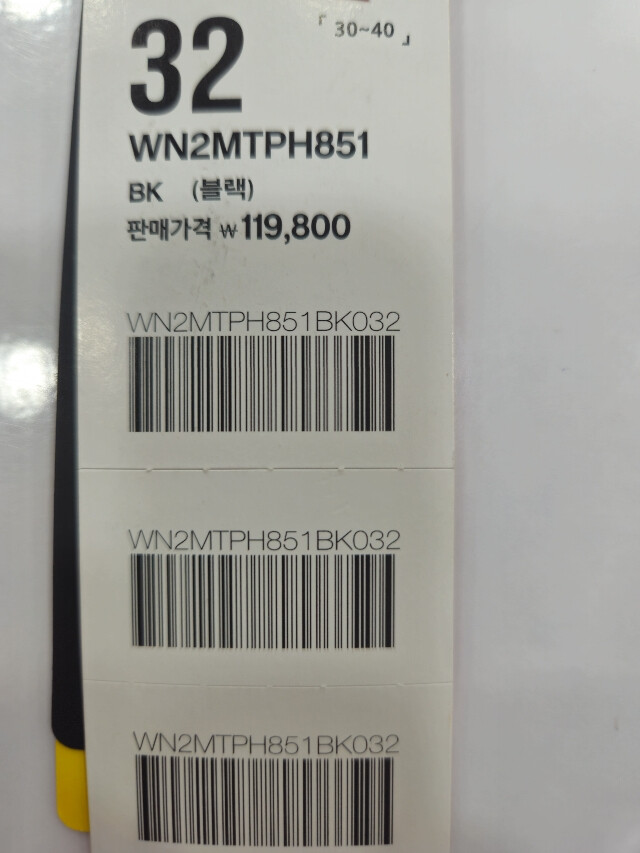 32 「30~40」
WN2MTPH851
BK (블랙)
판매가격 ₩119,800
WN2MTPH851BK032
WN2MTPH851BK032
WN2MTPH851BK032